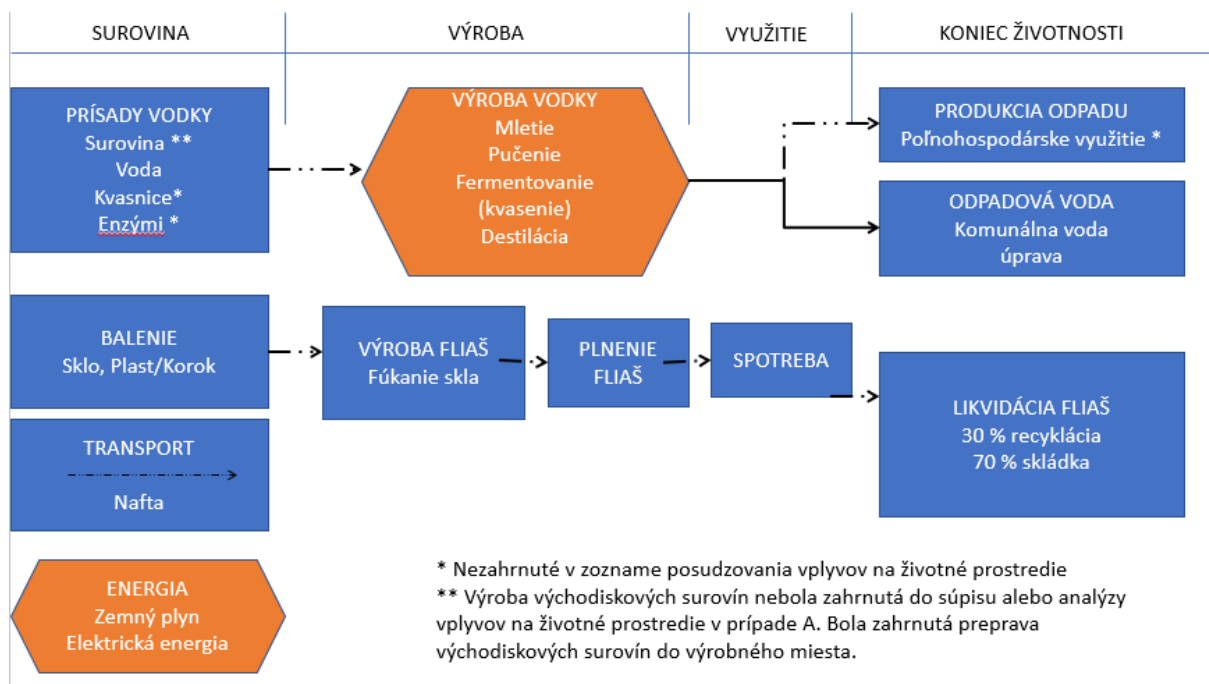 SUROVINA
VÝROBA
VYUŽITIE
KONIEC ŽIVOTNOSTI
PRÍSADY VODKY
Surovina **
Voda
Kvasnice*
Enzými *
VÝROBA VODKY
Mletie
Pučenie
Fermentovanie
(kvasenie)
Destilácia
PRODUKCIA ODPADU
Poľnohospodárske využitie *
ODPADOVÁ VODA
Komunálna voda
úprava
BALENIE
Sklo, Plast/Korok
VÝROBA FLIAŠ
Fúkanie skla
PLNENIE
FLIAŠ
SPOTREBA
LIKVIDÁCIA FLIAŠ
30 % recyklácia
70 % skládka
TRANSPORT
Nafta
ENERGIA
Zemný plyn
Elektrická energia
* Nezahrnuté v zozname posudzovania vplyvov na životné prostredie
** Výroba východiskových surovín nebola zahrnutá do súpisu alebo analýzy
vplyvov na životné prostredie v prípade A. Bola zahrnutá preprava
východiskových surovín do výrobného miesta.